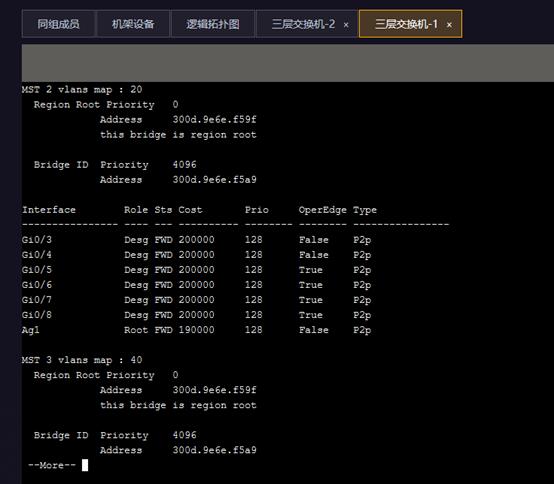 同组成员 机架设备 逻辑拓扑图 三层交换机-2 × 三层交换机-1 ×
MST 2 vlans map : 20
Region Root Priority 0
Address 300d.9e6e.f59f
this bridge is region root
Bridge ID Priority 4096
Address 300d.9e6e.f5a9
Interface Role Sts Cost Prio OperEdge Type
---------------- ---- --- ---------- -------- -------- ----------------
Gi0/3 Desg FWD 200000 128 False P2p
Gi0/4 Desg FWD 200000 128 False P2p
Gi0/5 Desg FWD 200000 128 True P2p
Gi0/6 Desg FWD 200000 128 True P2p
Gi0/7 Desg FWD 200000 128 True P2p
Gi0/8 Desg FWD 200000 128 True P2p
Ag1 Root FWD 190000 128 False P2p
MST 3 vlans map : 40
Region Root Priority 0
Address 300d.9e6e.f59f
this bridge is region root
Bridge ID Priority 4096
Address 300d.9e6e.f5a9
--More--